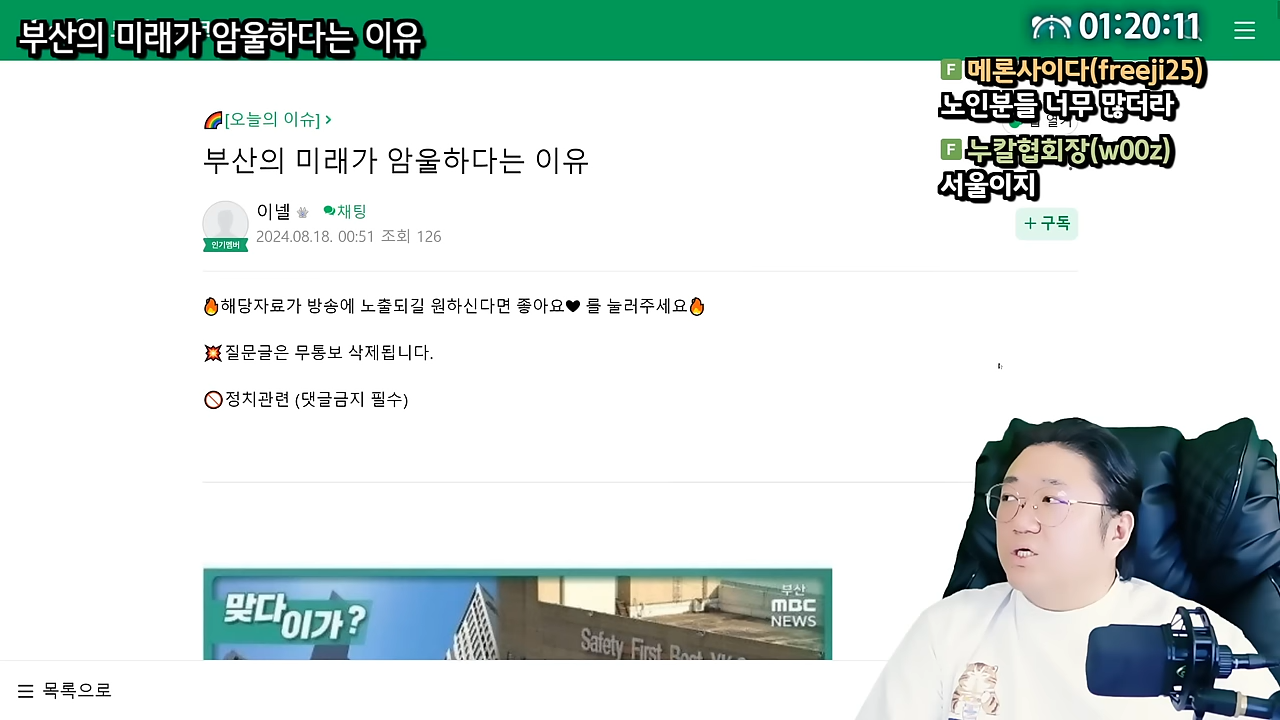 부산의 미래가 암울하다는 이유
01:20:11
메론사이다(freeji25)
노인분들 너무 많더라
누칼협회장(w00z)
서울이지
[오늘의 이슈] >
부산의 미래가 암울하다는 이유
이넬
채팅
인기멤버
2024.08.18. 00:51 조회 126
+ 구독
해당자료가 방송에 노출되길 원하신다면 좋아요🖤 를 눌러주세요
질문글은 무통보 삭제됩니다.
정치관련 (댓글금지 필수)
맞다이가?
부산
MBC
NEWS
Safety First Best
목록으로